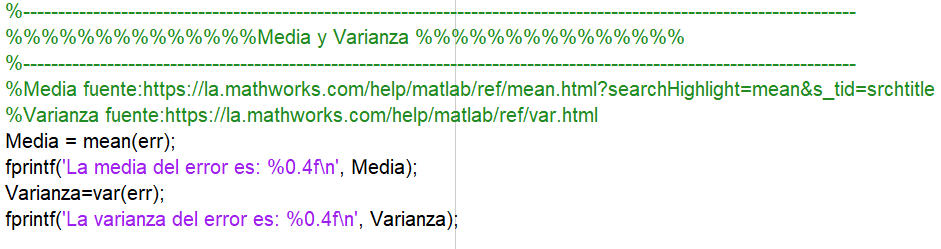 %----------------------------------------------------------------------------------------------------------------------
%%%%%%%%%%%%%%Media y Varianza %%%%%%%%%%%%%%%
%----------------------------------------------------------------------------------------------------------------------
%Media fuente:https://la.mathworks.com/help/matlab/ref/mean.html?searchHighlight=mean&s_tid=srchtitle
%Varianza fuente:https://la.mathworks.com/help/matlab/ref/var.html
Media = mean(err);
fprintf('La media del error es: %0.4f\n', Media);
Varianza=var(err);
fprintf('La varianza del error es: %0.4f\n', Varianza);